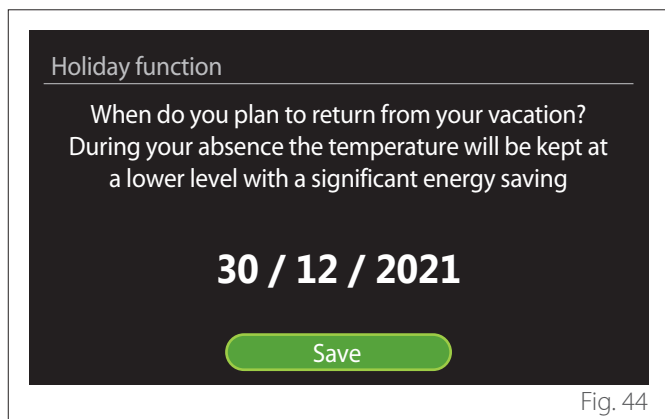 Holiday function
When do you plan to return from your vacation?
During your absence the temperature will be kept at
a lower level with a significant energy saving
30 / 12 / 2021
Save
Fig. 44